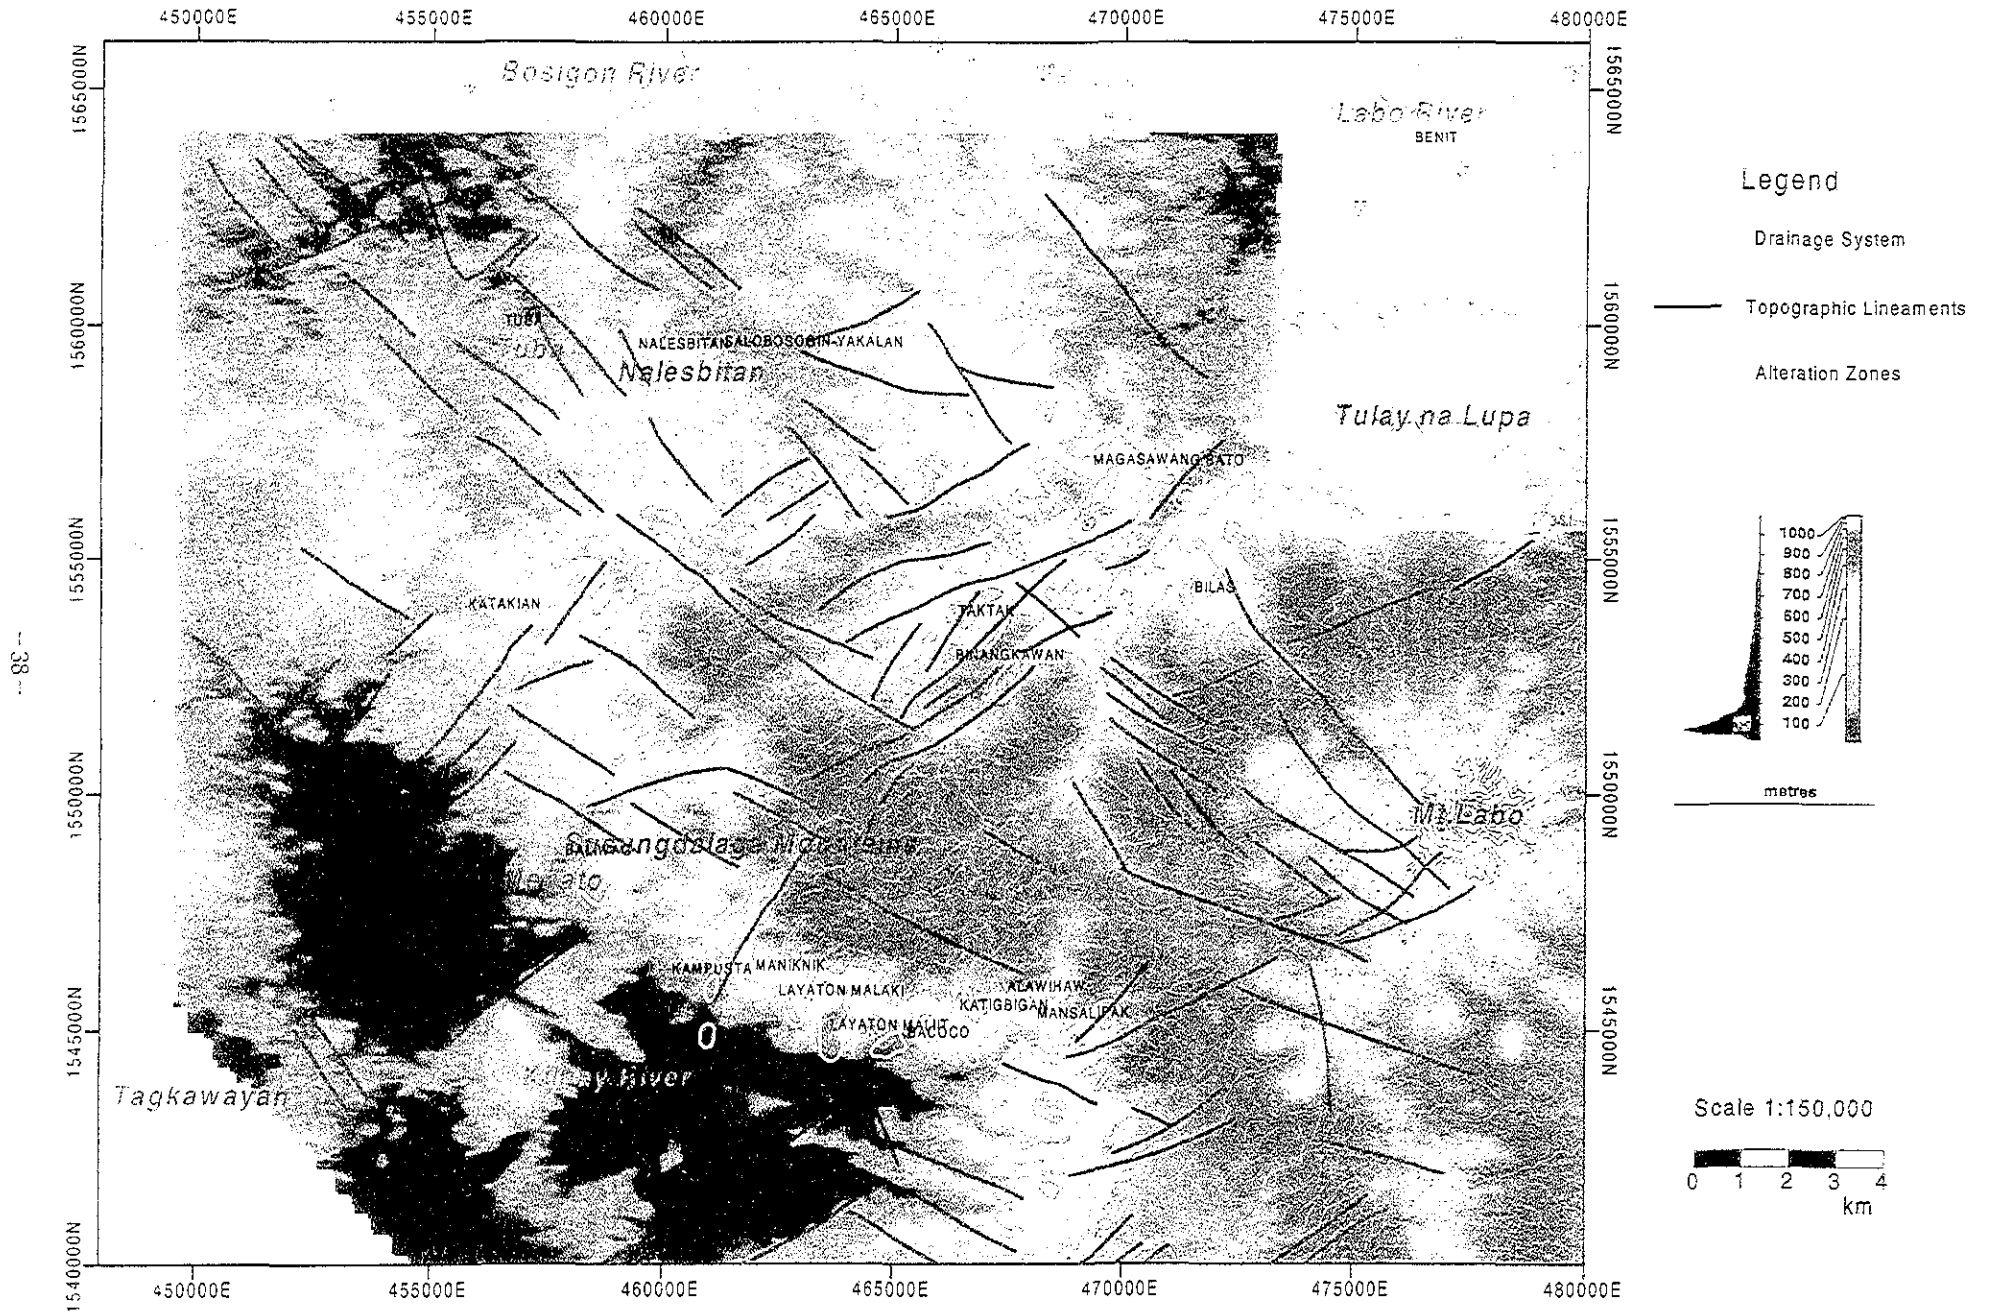 450000E 455000E 460000E 465000E 470000E 475000E 480000E
1565000N
1560000N
1555000N
1550000N
1545000N
1540000N
1565000N
1560000N
1555000N
1550000N
1545000N
Bosigon River
Labo River
BENIT
TUBA
NALESBITAN
SALOBOSOGIN-YAKALAN
Nalesbitan
Tulay na Lupa
MAGASAWANG BATO
KATAKIAN
TAKTAK
BILAS
BINANGKAWAN
Mt.Labo
KAMPUSTA
MANIKNIK
LAYATON MALAKI
ALAWIHAW
KATIGBIGAN
MANSALIPAK
LAYATON MALIIT
BACOCO
River
Tagkawayan
450000E 455000E 460000E 465000E 470000E 475000E 480000E
Legend
Drainage System
Topographic Lineaments
Alteration Zones
1000
900
800
700
600
500
400
300
200
100
metres
Scale 1:150,000
0 1 2 3 4
km
--38--